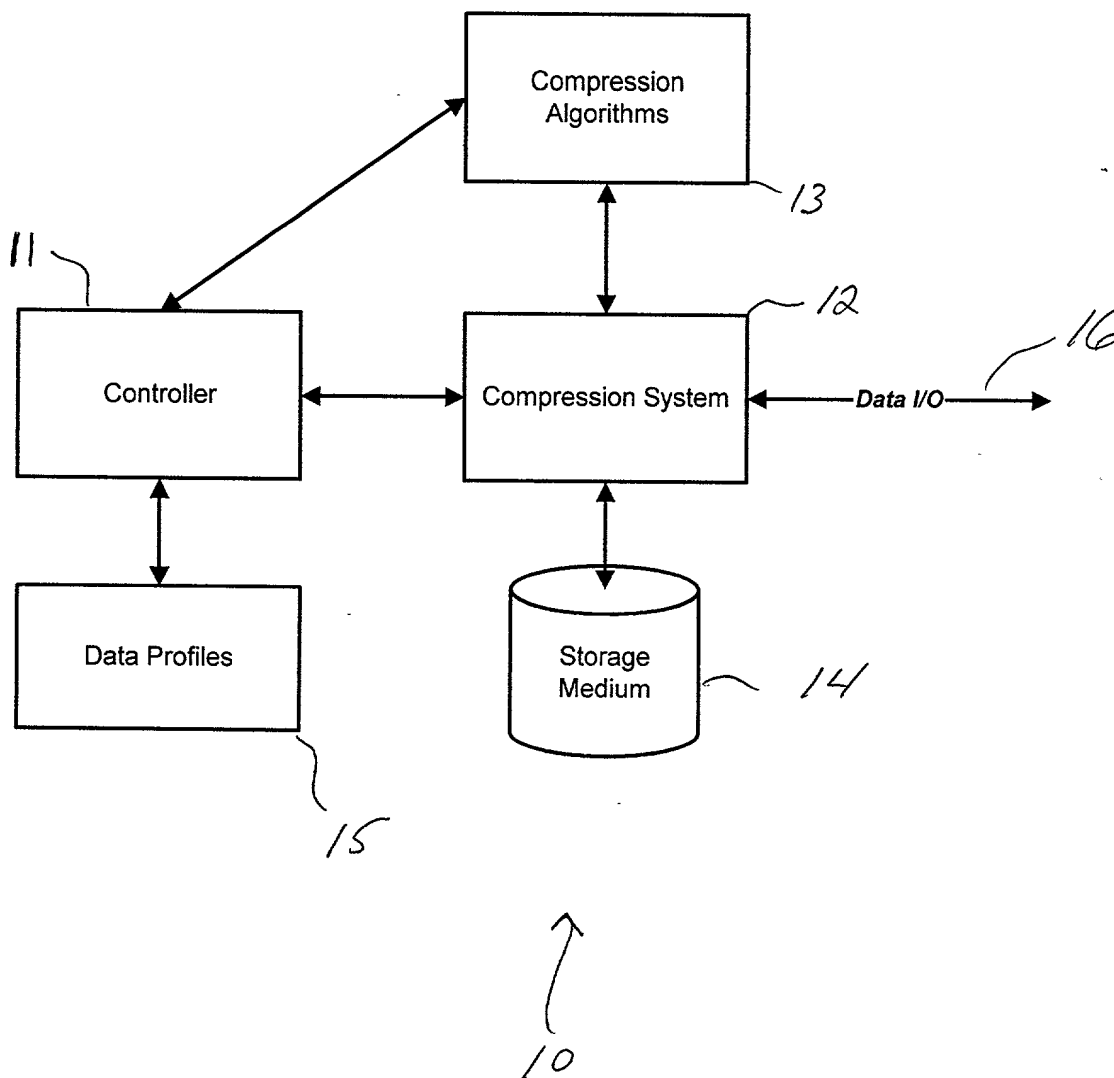 Compression
Algorithms
13
11
12
16
Controller
Compression System
Data I/O
Data Profiles
Storage
Medium
14
15
10